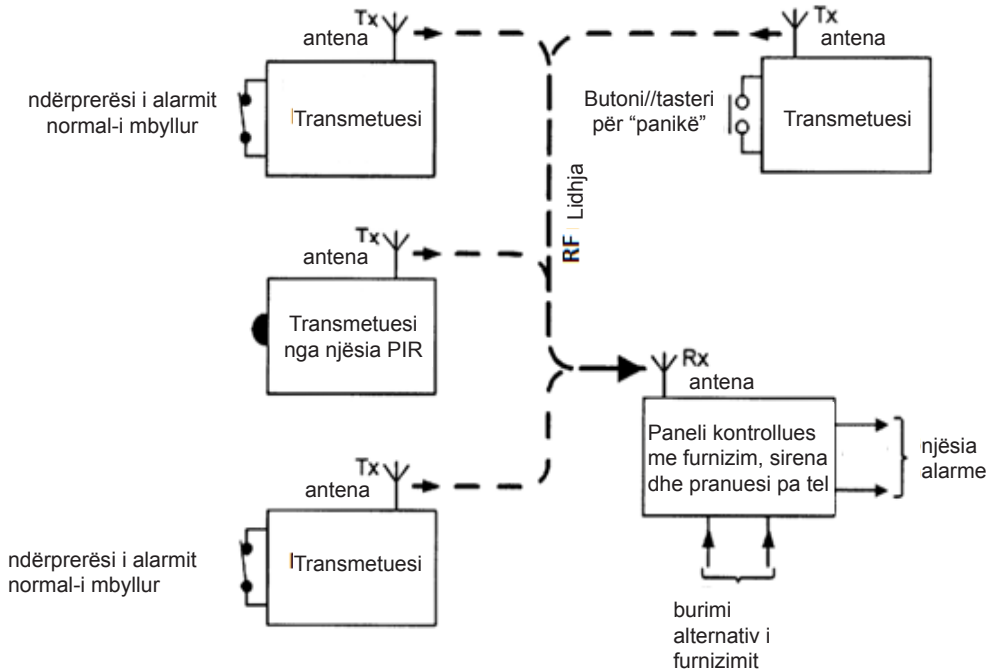 Tx
antena
ndërprerësi i alarmit
normal-i mbyllur
Transmetuesi
Tx
antena
Butoni//tasteri
për “panikë”
Transmetuesi
RF Lidhja
Tx
antena
Transmetuesi
nga njësia PIR
Rx
antena
Paneli kontrollues
me furnizim, sirena
dhe pranuesi pa tel
njësia
alarme
burimi
alternativ i
furnizimit
Tx
antena
ndërprerësi i alarmit
normal-i mbyllur
Transmetuesi